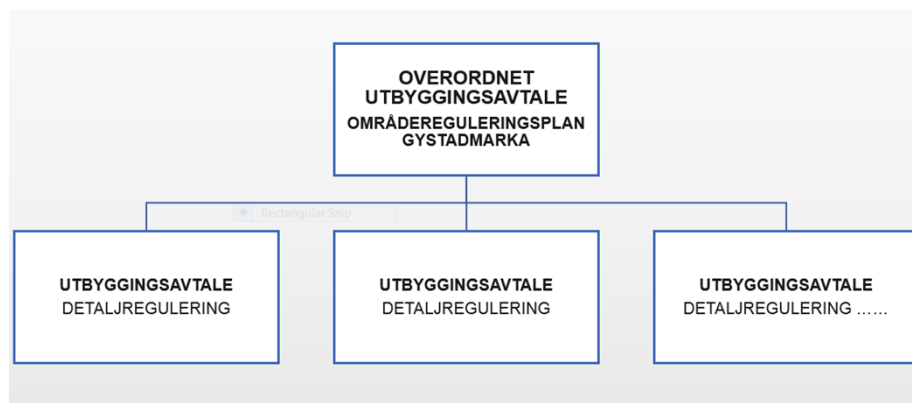 OVERORDNET
UTBYGGINGSAVTALE
OMRÅDEREGULERINGSPLAN
GYSTADMARKA
Rectangular Snip
UTBYGGINGSAVTALE
DETALJREGULERING
UTBYGGINGSAVTALE
DETALJREGULERING
UTBYGGINGSAVTALE
DETALJREGULERING ......